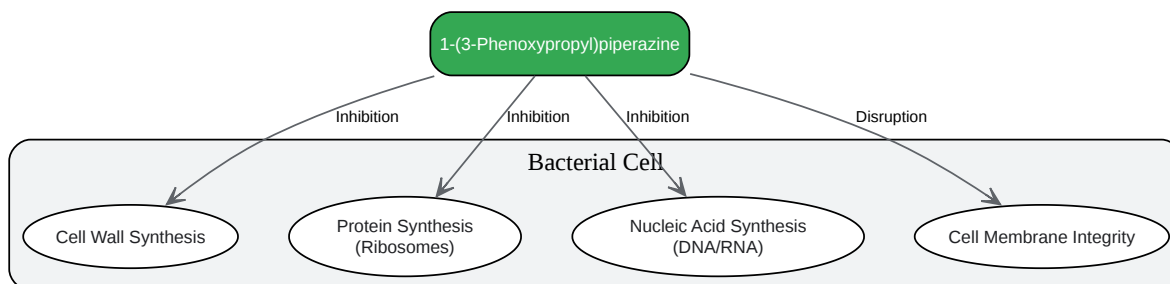 1-(3-Phenoxypropyl)piperazine
Inhibition
Inhibition
Inhibition
Disruption
Bacterial Cell
Cell Wall Synthesis
Protein Synthesis
(Ribosomes)
Nucleic Acid Synthesis
(DNA/RNA)
Cell Membrane Integrity